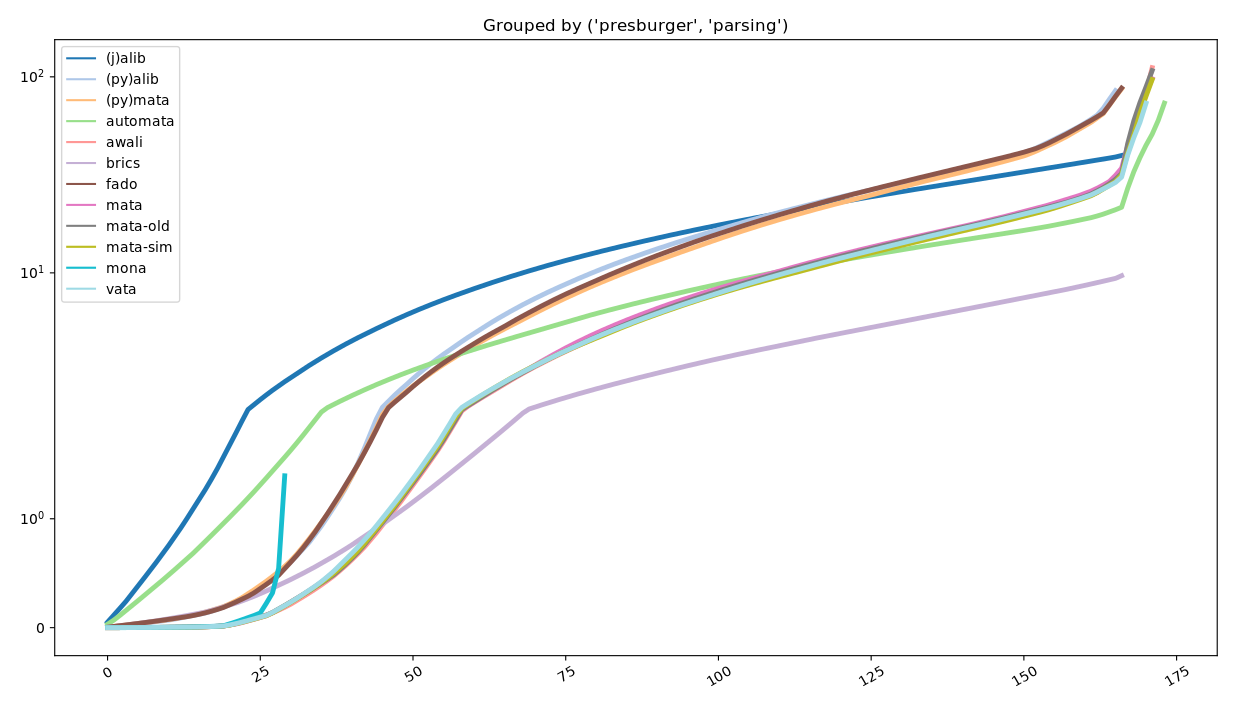 Grouped by ('presburger', 'parsing')
(j)alib
(py)alib
(py)mata
automata
awali
brics
fado
mata
mata-old
mata-sim
mona
vata
10²
10¹
10⁰
0
0
25
50
75
100
125
150
175